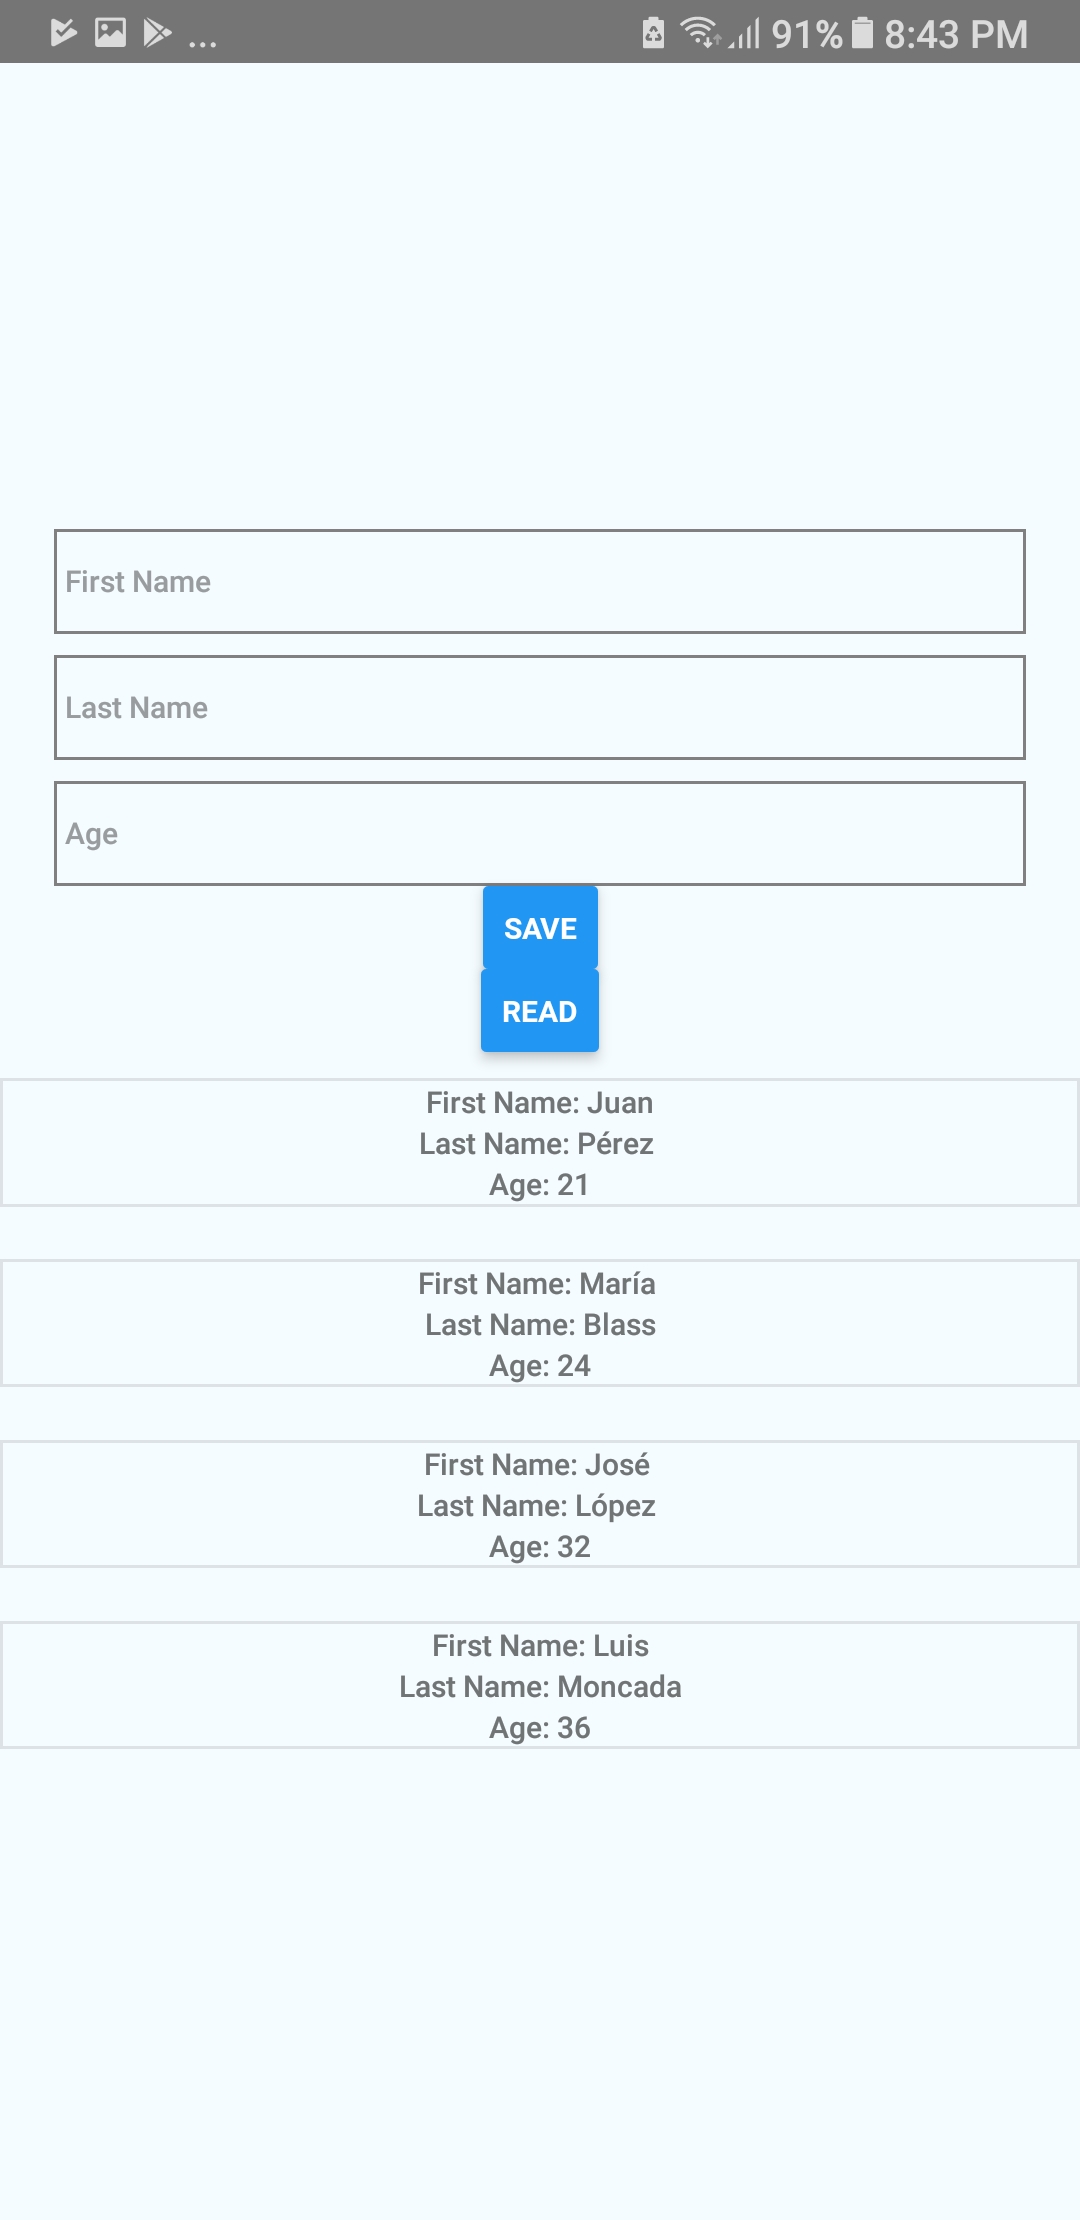 ... 91% 8:43 PM
First Name
Last Name
Age
SAVE
READ
First Name: Juan
Last Name: Pérez
Age: 21
First Name: María
Last Name: Blass
Age: 24
First Name: José
Last Name: López
Age: 32
First Name: Luis
Last Name: Moncada
Age: 36